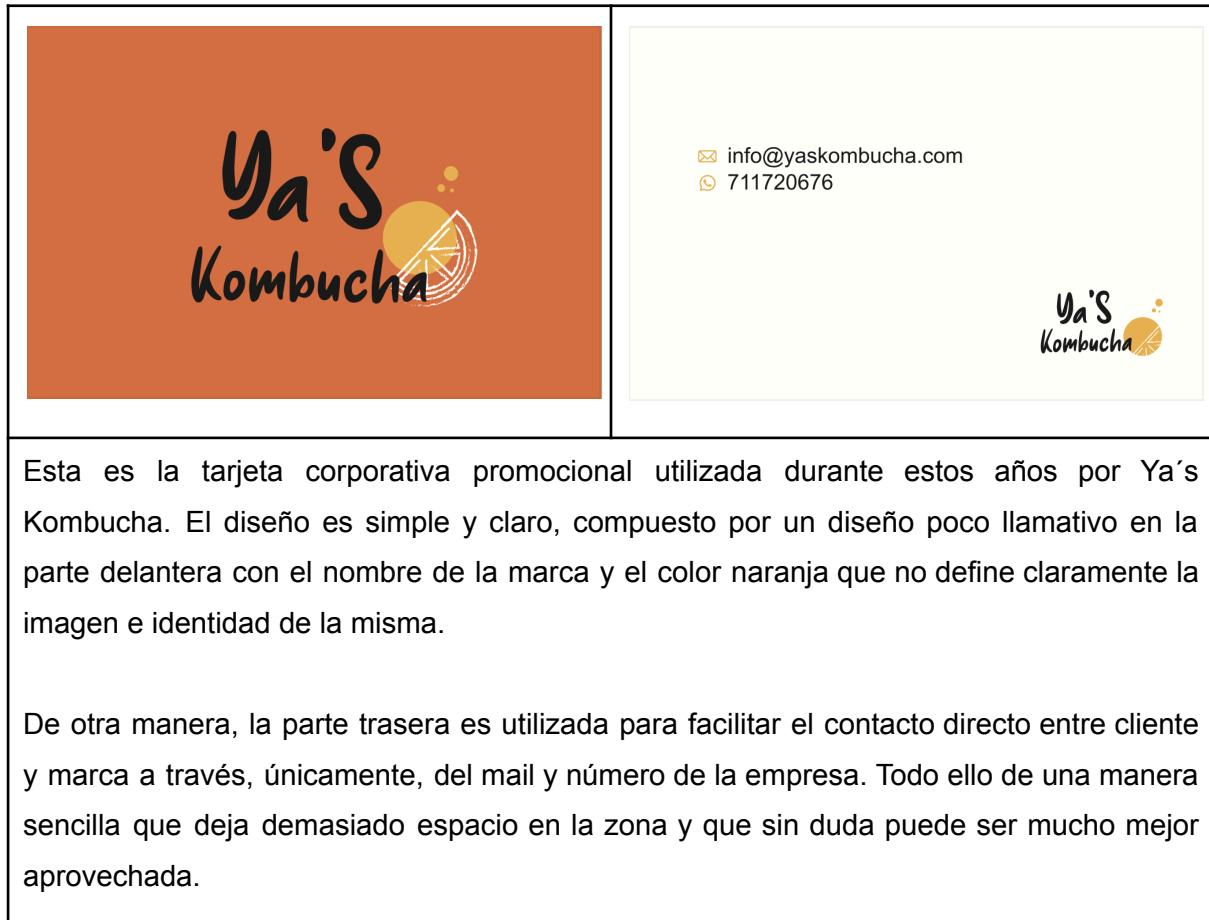 Ya'S
Kombucha
info@yaskombucha.com
711720676
Ya'S
Kombucha
Esta es la tarjeta corporativa promocional utilizada durante estos años por Ya´s
Kombucha. El diseño es simple y claro, compuesto por un diseño poco llamativo en la
parte delantera con el nombre de la marca y el color naranja que no define claramente la
imagen e identidad de la misma.
De otra manera, la parte trasera es utilizada para facilitar el contacto directo entre cliente
y marca a través, únicamente, del mail y número de la empresa. Todo ello de una manera
sencilla que deja demasiado espacio en la zona y que sin duda puede ser mucho mejor
aprovechada.